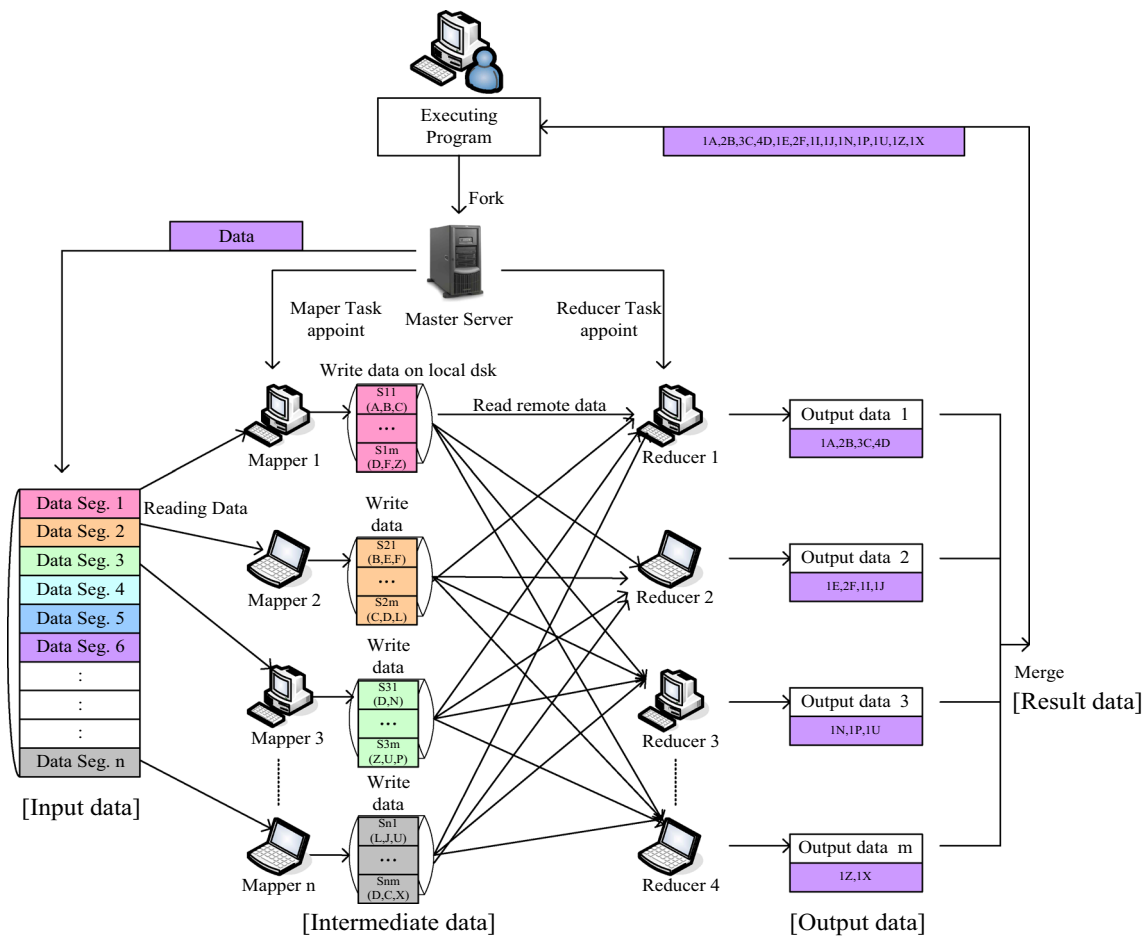 Executing
Program
1A,2B,3C,4D,1E,2F,1I,1J,1N,1P,1U,1Z,1X
Fork
Data
Master Server
Maper Task
appoint
Reducer Task
appoint
Write data on local dsk
S11
(A,B,C)
...
S1m
(D,F,Z)
Read remote data
Mapper 1
Reducer 1
Output data 1
1A,2B,3C,4D
Data Seg. 1
Data Seg. 2
Data Seg. 3
Data Seg. 4
Data Seg. 5
Data Seg. 6
:
:
:
Data Seg. n
[Input data]
Reading Data
Write
data
S21
(B,E,F)
...
S2m
(C,D,L)
Mapper 2
Reducer 2
Output data 2
1E,2F,1I,1J
Write
data
S31
(D,N)
...
S3m
(Z,U,P)
Mapper 3
Reducer 3
Output data 3
1N,1P,1U
Merge
[Result data]
Write
data
Sn1
(L,J,U)
...
Snm
(D,C,X)
Mapper n
Reducer 4
Output data m
1Z,1X
[Intermediate data]
[Output data]